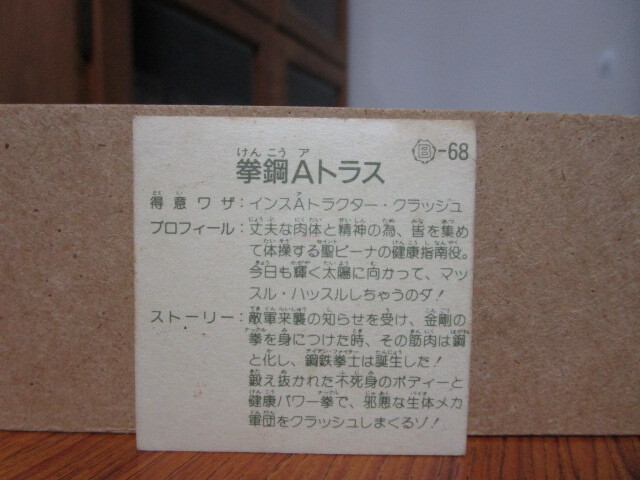 拳鋼Aトラス
-68
得意ワザ:インスAトラクター・クラッシュ
プロフィール:丈夫な肉体と精神の為、皆を集め
て体操する聖ビーナの健康指南役。
今日も輝く太陽に向かって、マッ
スル・ハッスルしちゃうのダ!
ストーリー:敵軍来襲の知らせを受け、金剛の
拳を身につけた時、その筋肉は鋼
と化し、鋼鉄拳士は誕生した!
鍛え抜かれた不死身のボディーと
健康パワー拳で、邪悪な生体メカ
軍団をクラッシュしまくるゾ!